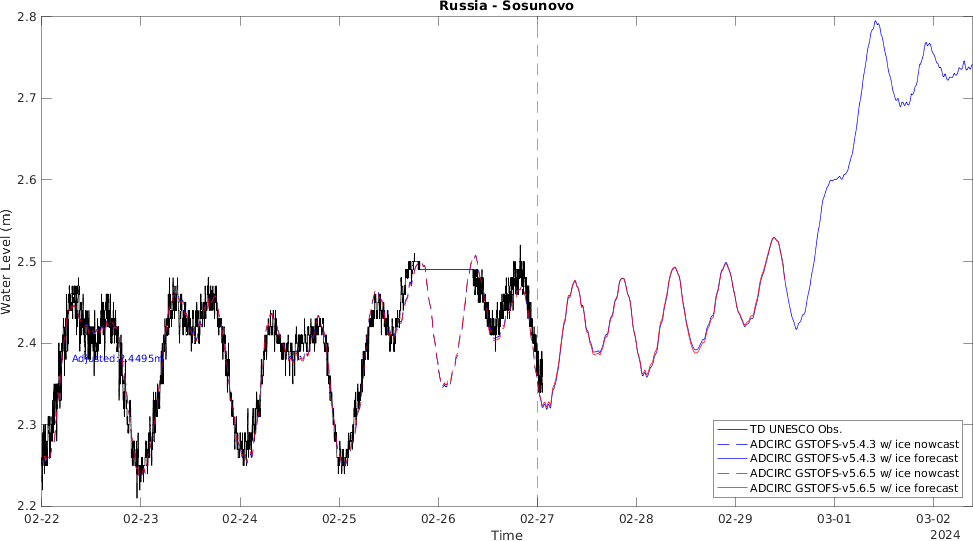 Russia - Sosunovo
2.8
2.7
2.6
2.5
2.4
2.3
2.2
Water Level (m)
Adjusted:2.4495m
TD UNESCO Obs.
ADCIRC GSTOFS-v5.4.3 w/ ice nowcast
ADCIRC GSTOFS-v5.4.3 w/ ice forecast
ADCIRC GSTOFS-v5.6.5 w/ ice nowcast
ADCIRC GSTOFS-v5.6.5 w/ ice forecast
02-22 02-23 02-24 02-25 02-26 02-27 02-28 02-29 03-01 03-02
Time
2024